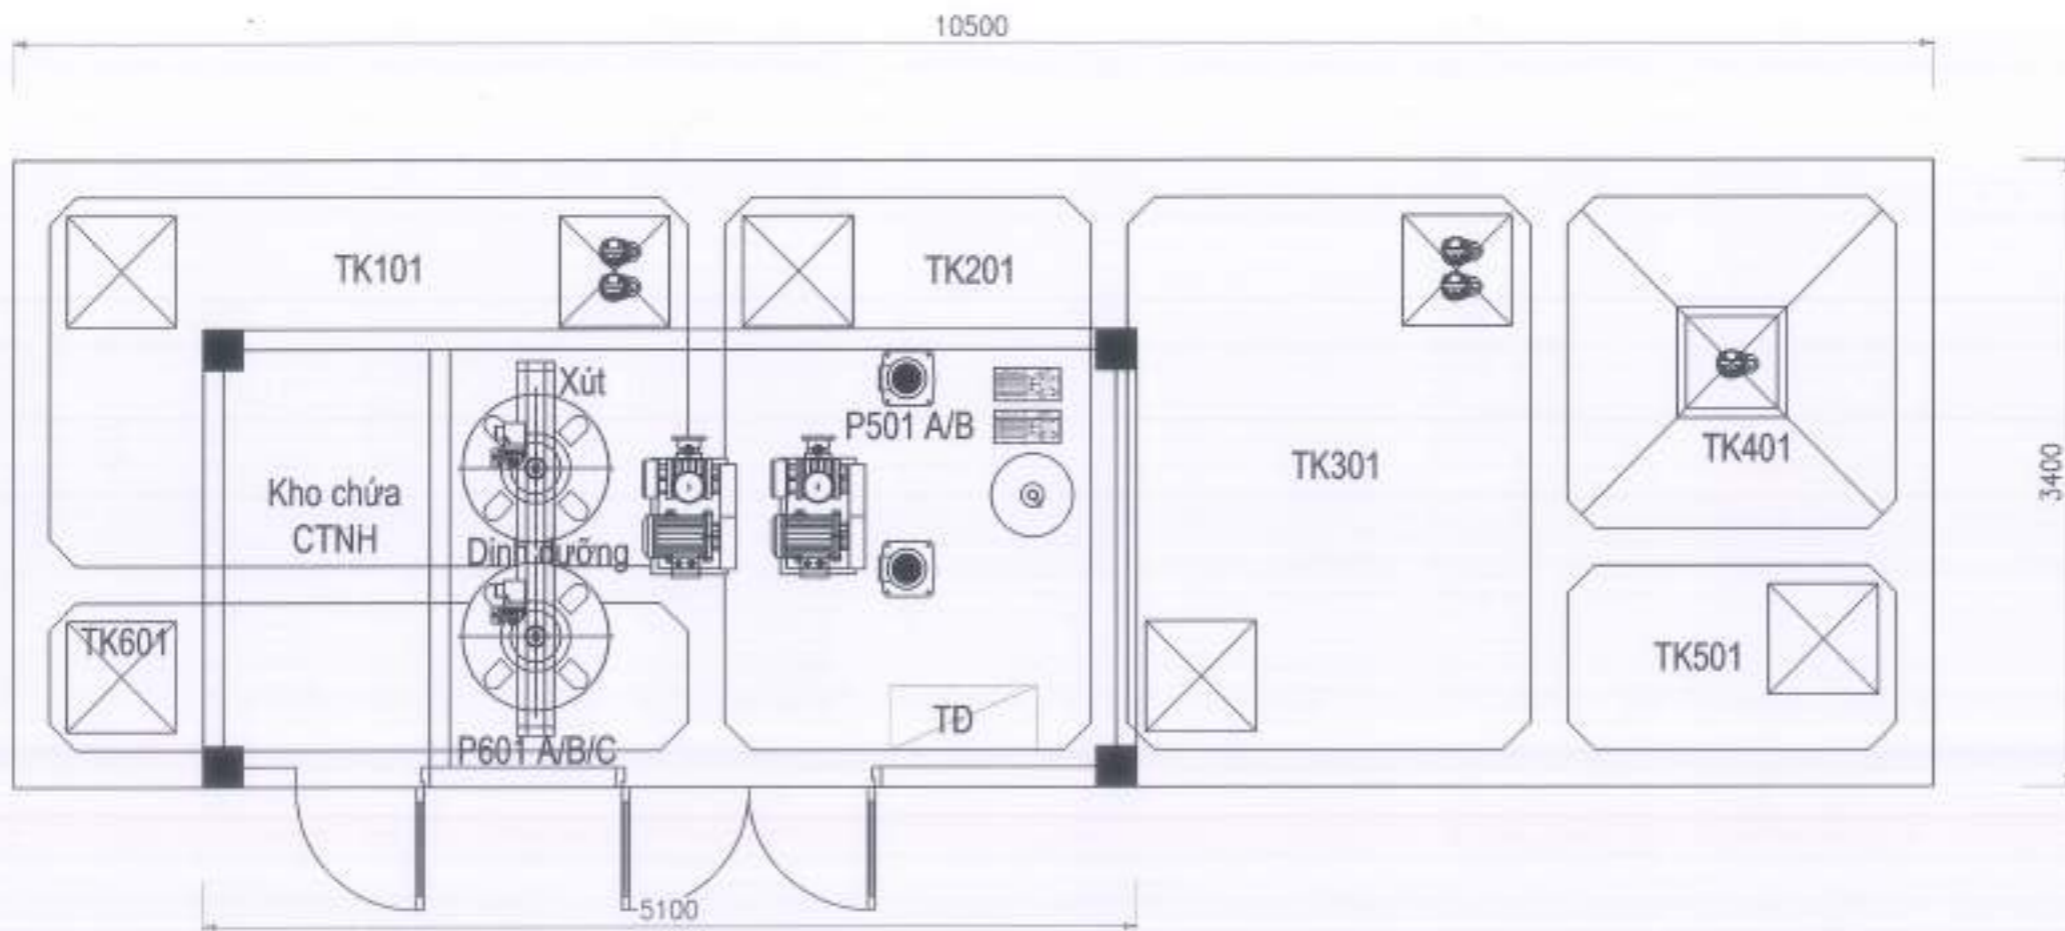 10500
TK101
TK201
Xút
P501 A/B
TK401
3400
TK301
Kho chứa
CTNH
Dinh dưỡng
TK601
TK501
TĐ
P601 A/B/C
5100